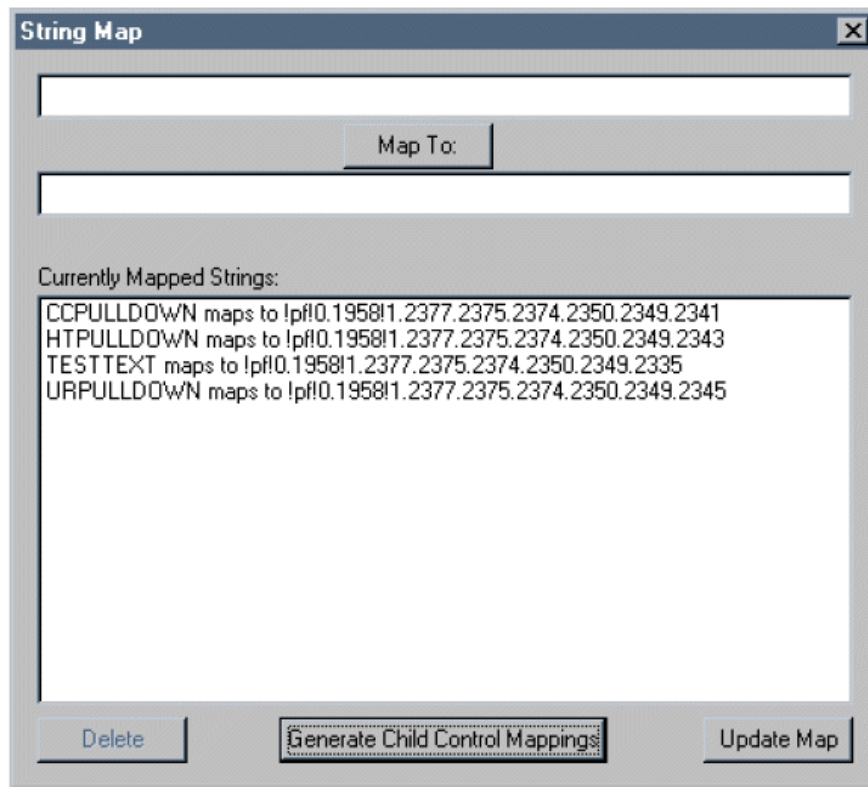 String Map
Map To:
Currently Mapped Strings:
CCPULLDOWN maps to !pf!0.1958!1.2377.2375.2374.2350.2349.2341
HTPULLDOWN maps to !pf!0.1958!1.2377.2375.2374.2350.2349.2343
TESTTEXT maps to !pf!0.1958!1.2377.2375.2374.2350.2349.2335
URPULLDOWN maps to !pf!0.1958!1.2377.2375.2374.2350.2349.2345
Delete
Generate Child Control Mappings
Update Map